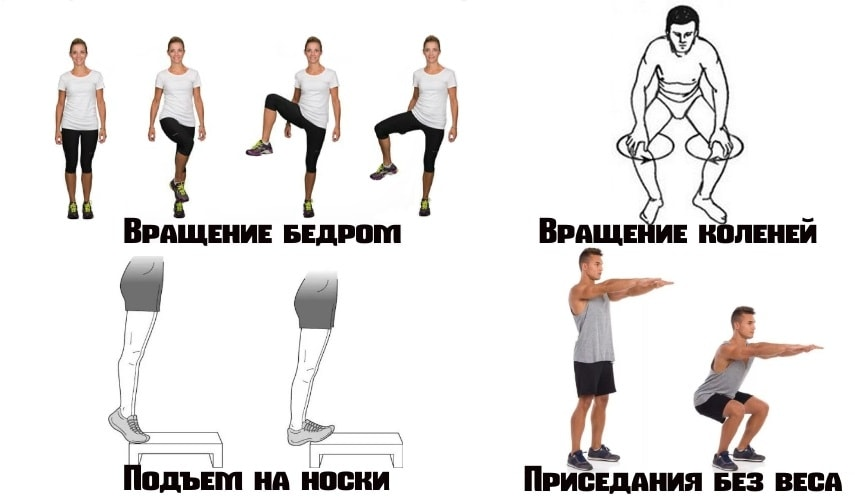 Вращение бедром
Вращение коленей
Подъем на носки
Приседания без веса